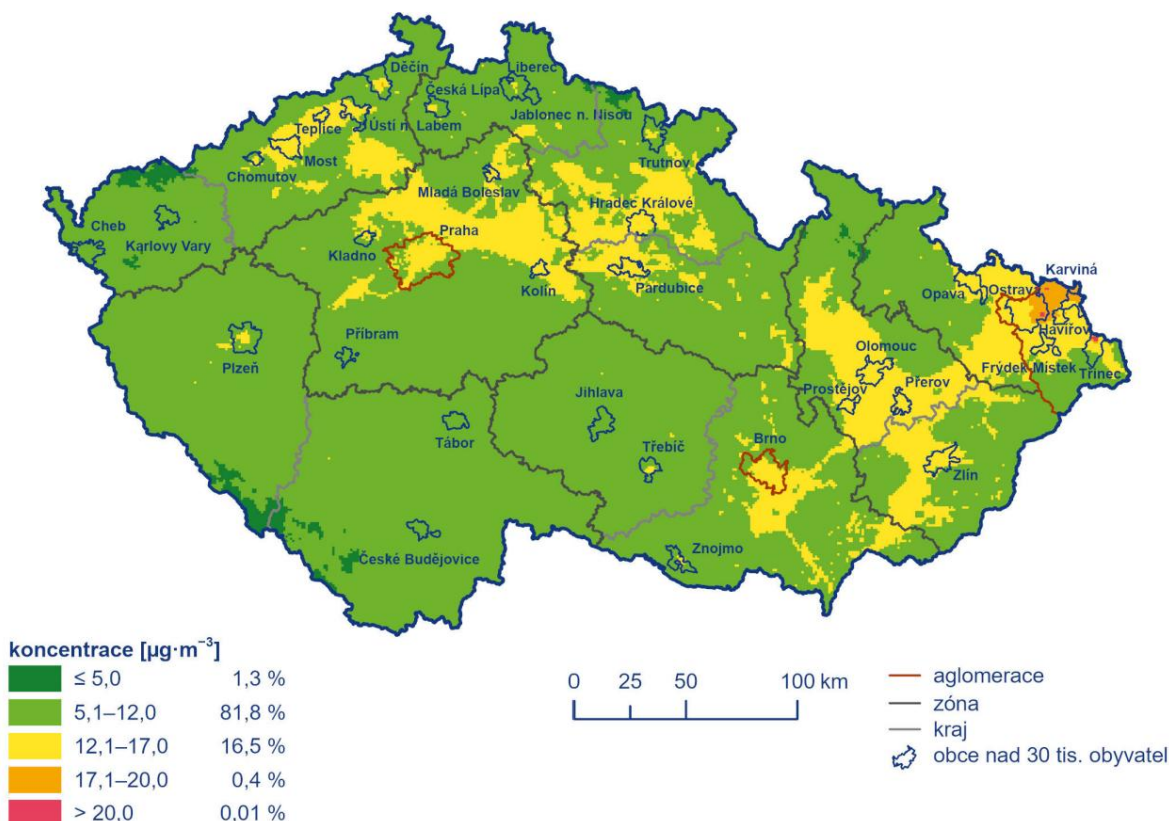 Děčín
Liberec
Česká Lípa
Jablonec n. Nisou
Teplice
Ústí n. Labem
Most
Chomutov
Trutnov
Mladá Boleslav
Hradec Králové
Cheb
Karlovy Vary
Praha
Kladno
Kolín
Pardubice
Karviná
Opava
Ostrava
Havířov
Příbram
Plzeň
Olomouc
Frýdek Místek
Třinec
Prostějov
Přerov
Jihlava
Tábor
Třebíč
Brno
Zlín
České Budějovice
Znojmo
koncentrace [µg·m⁻³]
≤ 5,0 1,3 %
5,1–12,0 81,8 %
12,1–17,0 16,5 %
17,1–20,0 0,4 %
> 20,0 0,01 %
0 25 50 100 km
aglomerace
zóna
kraj
obce nad 30 tis. obyvatel